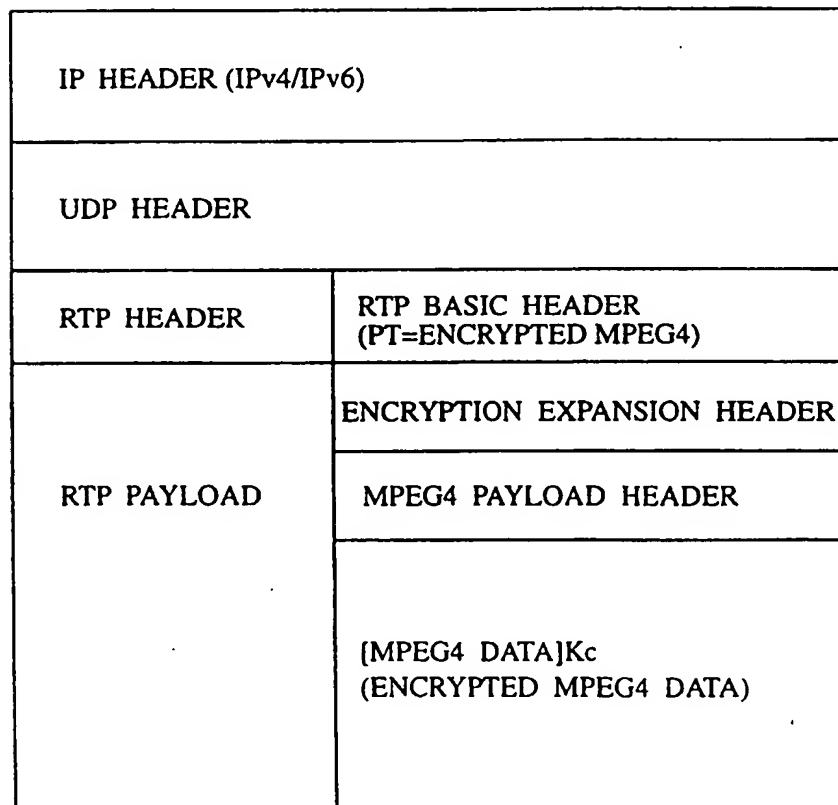 IP HEADER (IPv4/IPv6)
UDP HEADER
RTP HEADER
RTP BASIC HEADER
(PT=ENCRYPTED MPEG4)
RTP PAYLOAD
ENCRYPTION EXPANSION HEADER
MPEG4 PAYLOAD HEADER
[MPEG4 DATA]Kc
(ENCRYPTED MPEG4 DATA)